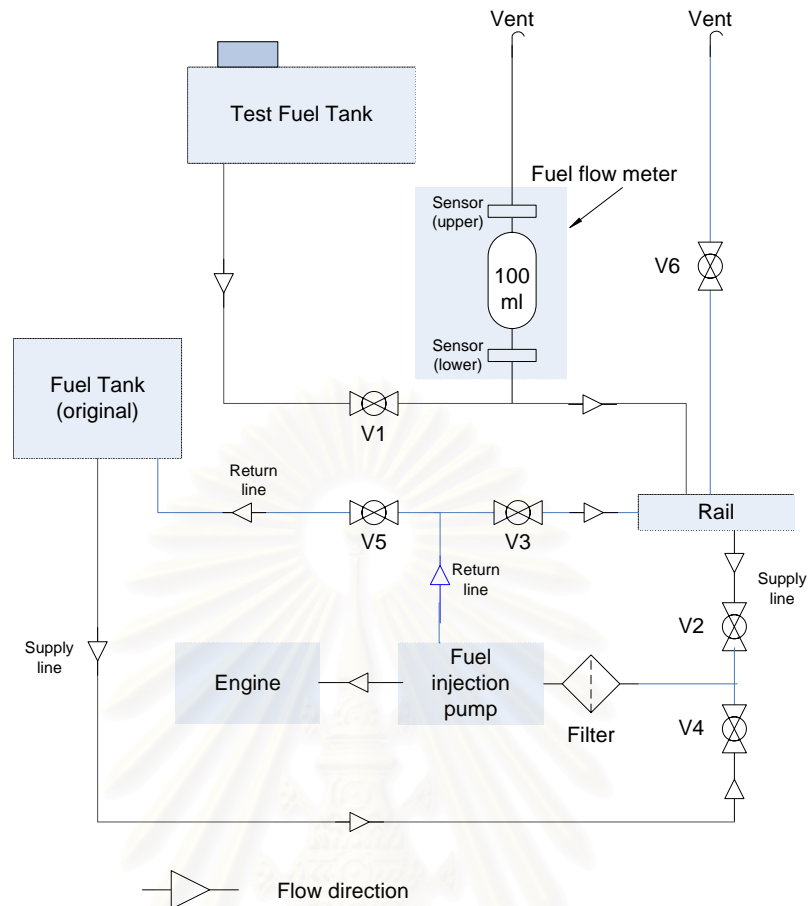 Vent
Vent
Test Fuel Tank
Fuel flow meter
Sensor
(upper)
100
ml
V6
Sensor
(lower)
Fuel Tank
(original)
V1
Return
line
Rail
V5
V3
Return
line
Supply
line
V2
Supply
line
Engine
Fuel
injection
pump
Filter
V4
Flow direction